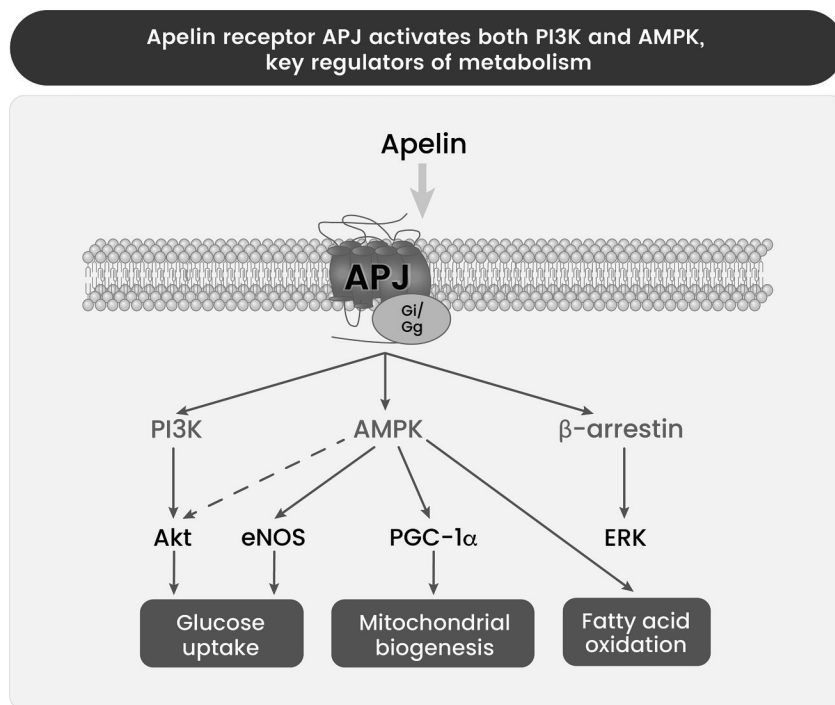 Apelin receptor APJ activates both PI3K and AMPK,
key regulators of metabolism
Apelin
APJ
Gi/
Gg
PI3K
AMPK
β-arrestin
Akt
eNOS
PGC-1α
ERK
Glucose
uptake
Mitochondrial
biogenesis
Fatty acid
oxidation